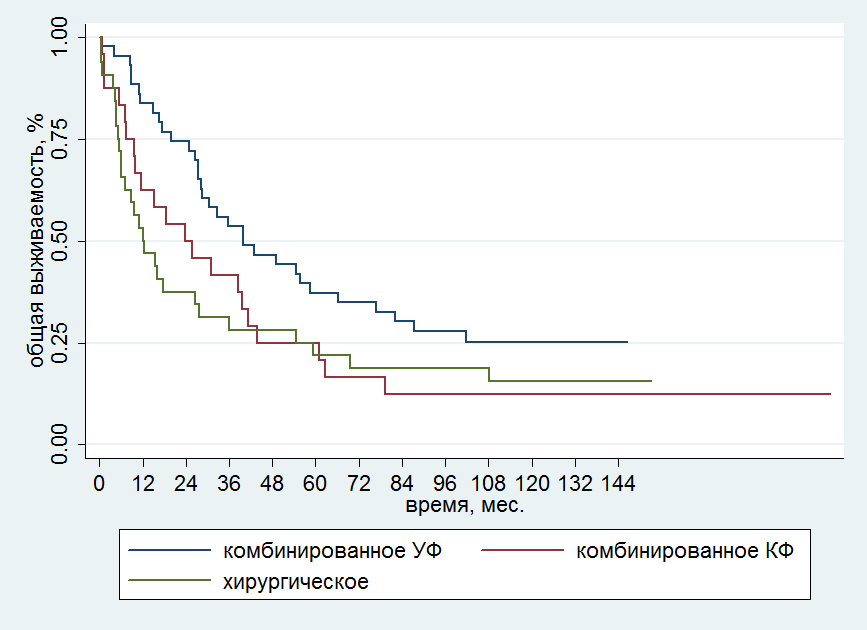 общая выживаемость, %
1.00
0.75
0.50
0.25
0.00
0 12 24 36 48 60 72 84 96 108 120 132 144
время, мес.
комбинированное УФ комбинированное КФ
хирургическое